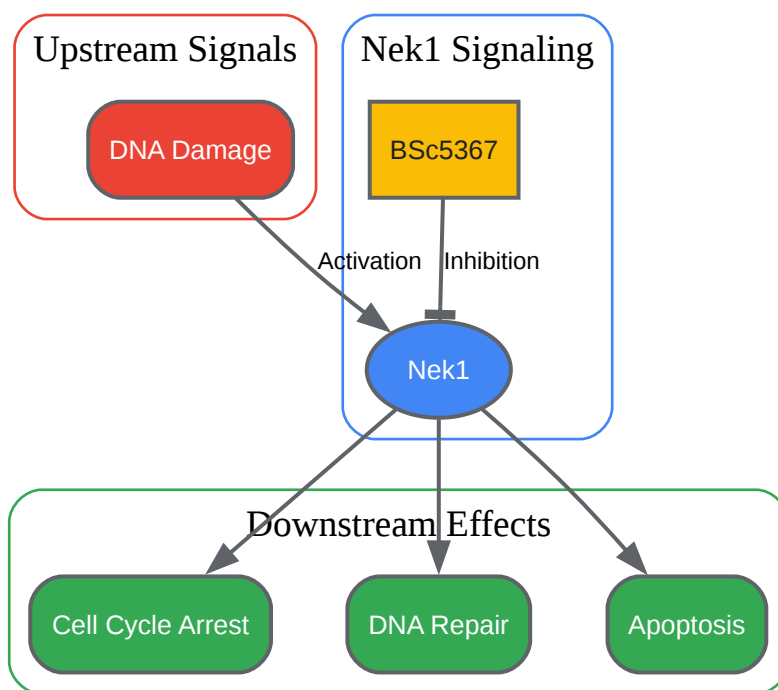 Upstream Signals
Nek1 Signaling
DNA Damage
BSc5367
Activation
Inhibition
Nek1
Downstream Effects
Cell Cycle Arrest
DNA Repair
Apoptosis